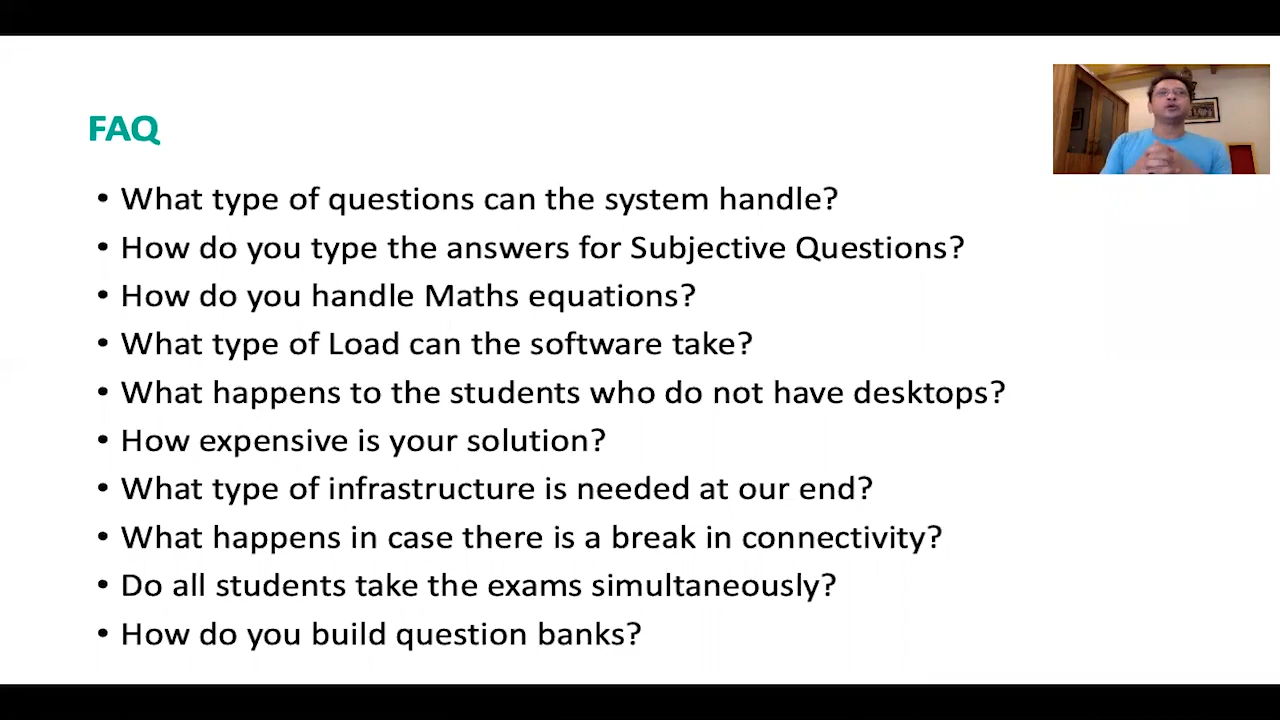 FAQ
• What type of questions can the system handle?
• How do you type the answers for Subjective Questions?
• How do you handle Maths equations?
• What type of Load can the software take?
• What happens to the students who do not have desktops?
• How expensive is your solution?
• What type of infrastructure is needed at our end?
• What happens in case there is a break in connectivity?
• Do all students take the exams simultaneously?
• How do you build question banks?